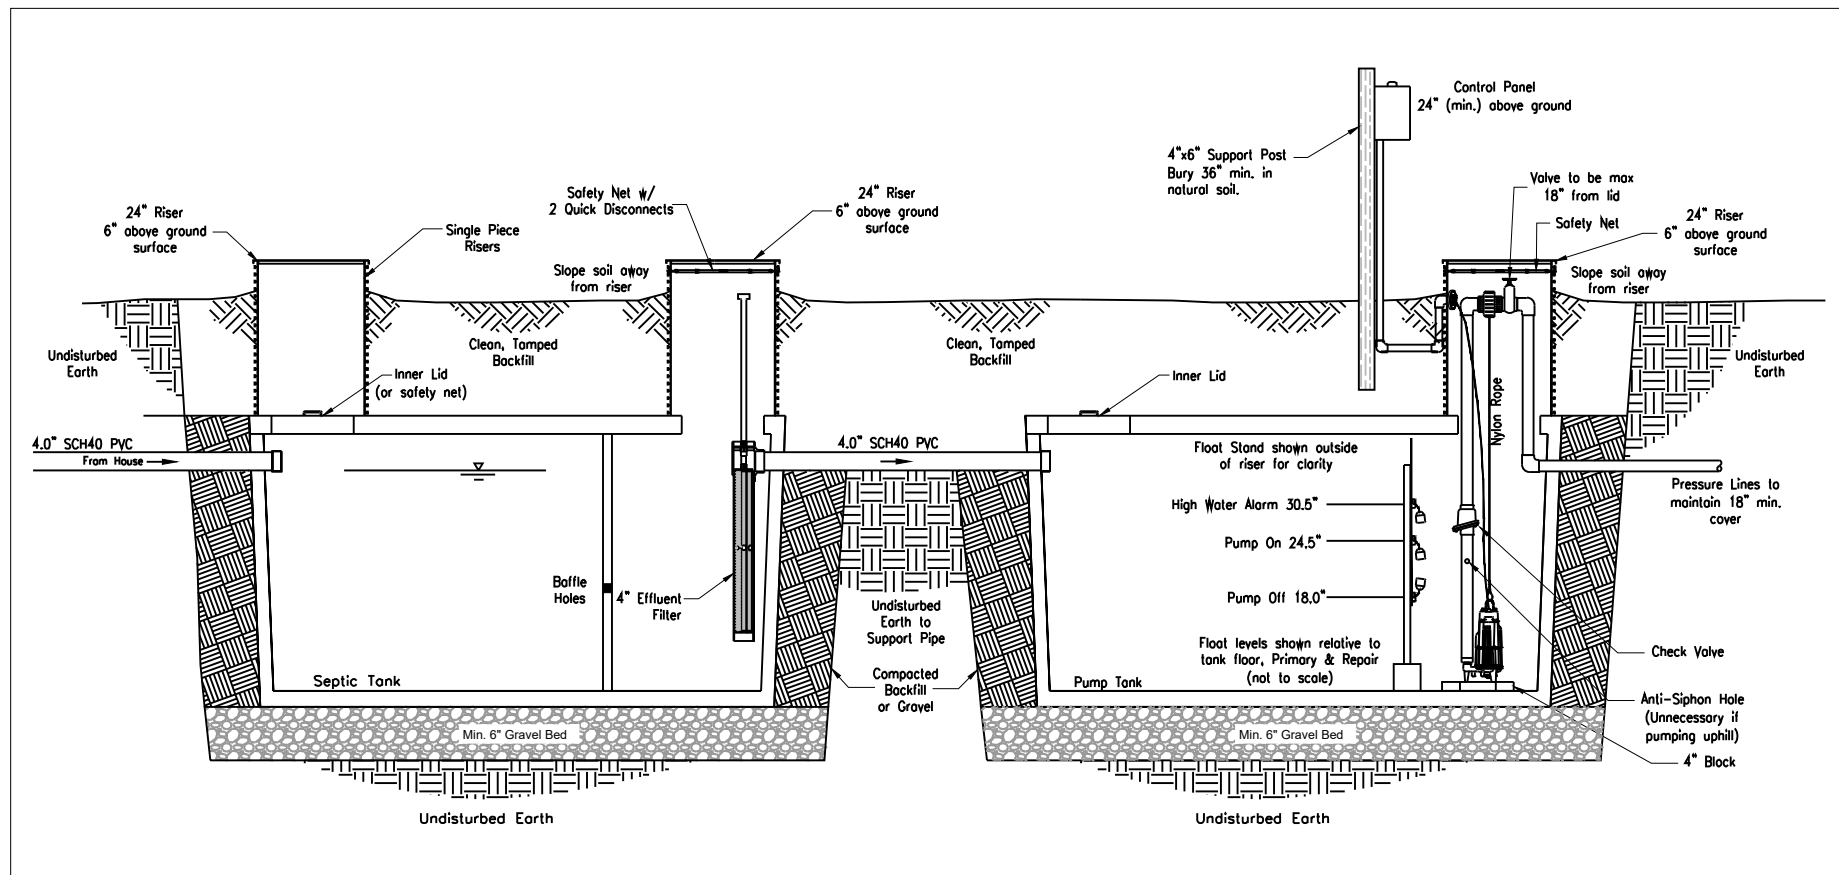 Control Panel
24" (min.) above ground
4"x6" Support Post
Bury 36" min. in
natural soil.
Valve to be max
18" from lid
Safety Net
24" Riser
6" above ground
surface
Slope soil away
from riser
24" Riser
6" above ground
surface
Single Piece
Risers
Safety Net w/
2 Quick Disconnects
24" Riser
6" above ground
surface
Slope soil away
from riser
Undisturbed
Earth
Clean, Tamped
Backfill
Clean, Tamped
Backfill
Undisturbed
Earth
Inner Lid
(or safety net)
Inner Lid
Nylon Rope
4.0" SCH40 PVC
From House
4.0" SCH40 PVC
Float Stand shown outside
of riser for clarity
High Water Alarm 30.5"
Pump On 24.5"
Pump Off 18.0"
Float levels shown relative to
tank floor, Primary & Repair
(not to scale)
Pressure Lines to
maintain 18" min.
cover
Baffle
Holes
4" Effluent
Filter
Undisturbed
Earth to
Support Pipe
Compacted
Backfill
or Gravel
Septic Tank
Pump Tank
Check Valve
Anti-Siphon Hole
(Unnecessary if
pumping uphill)
4" Block
Min. 6" Gravel Bed
Min. 6" Gravel Bed
Undisturbed Earth
Undisturbed Earth